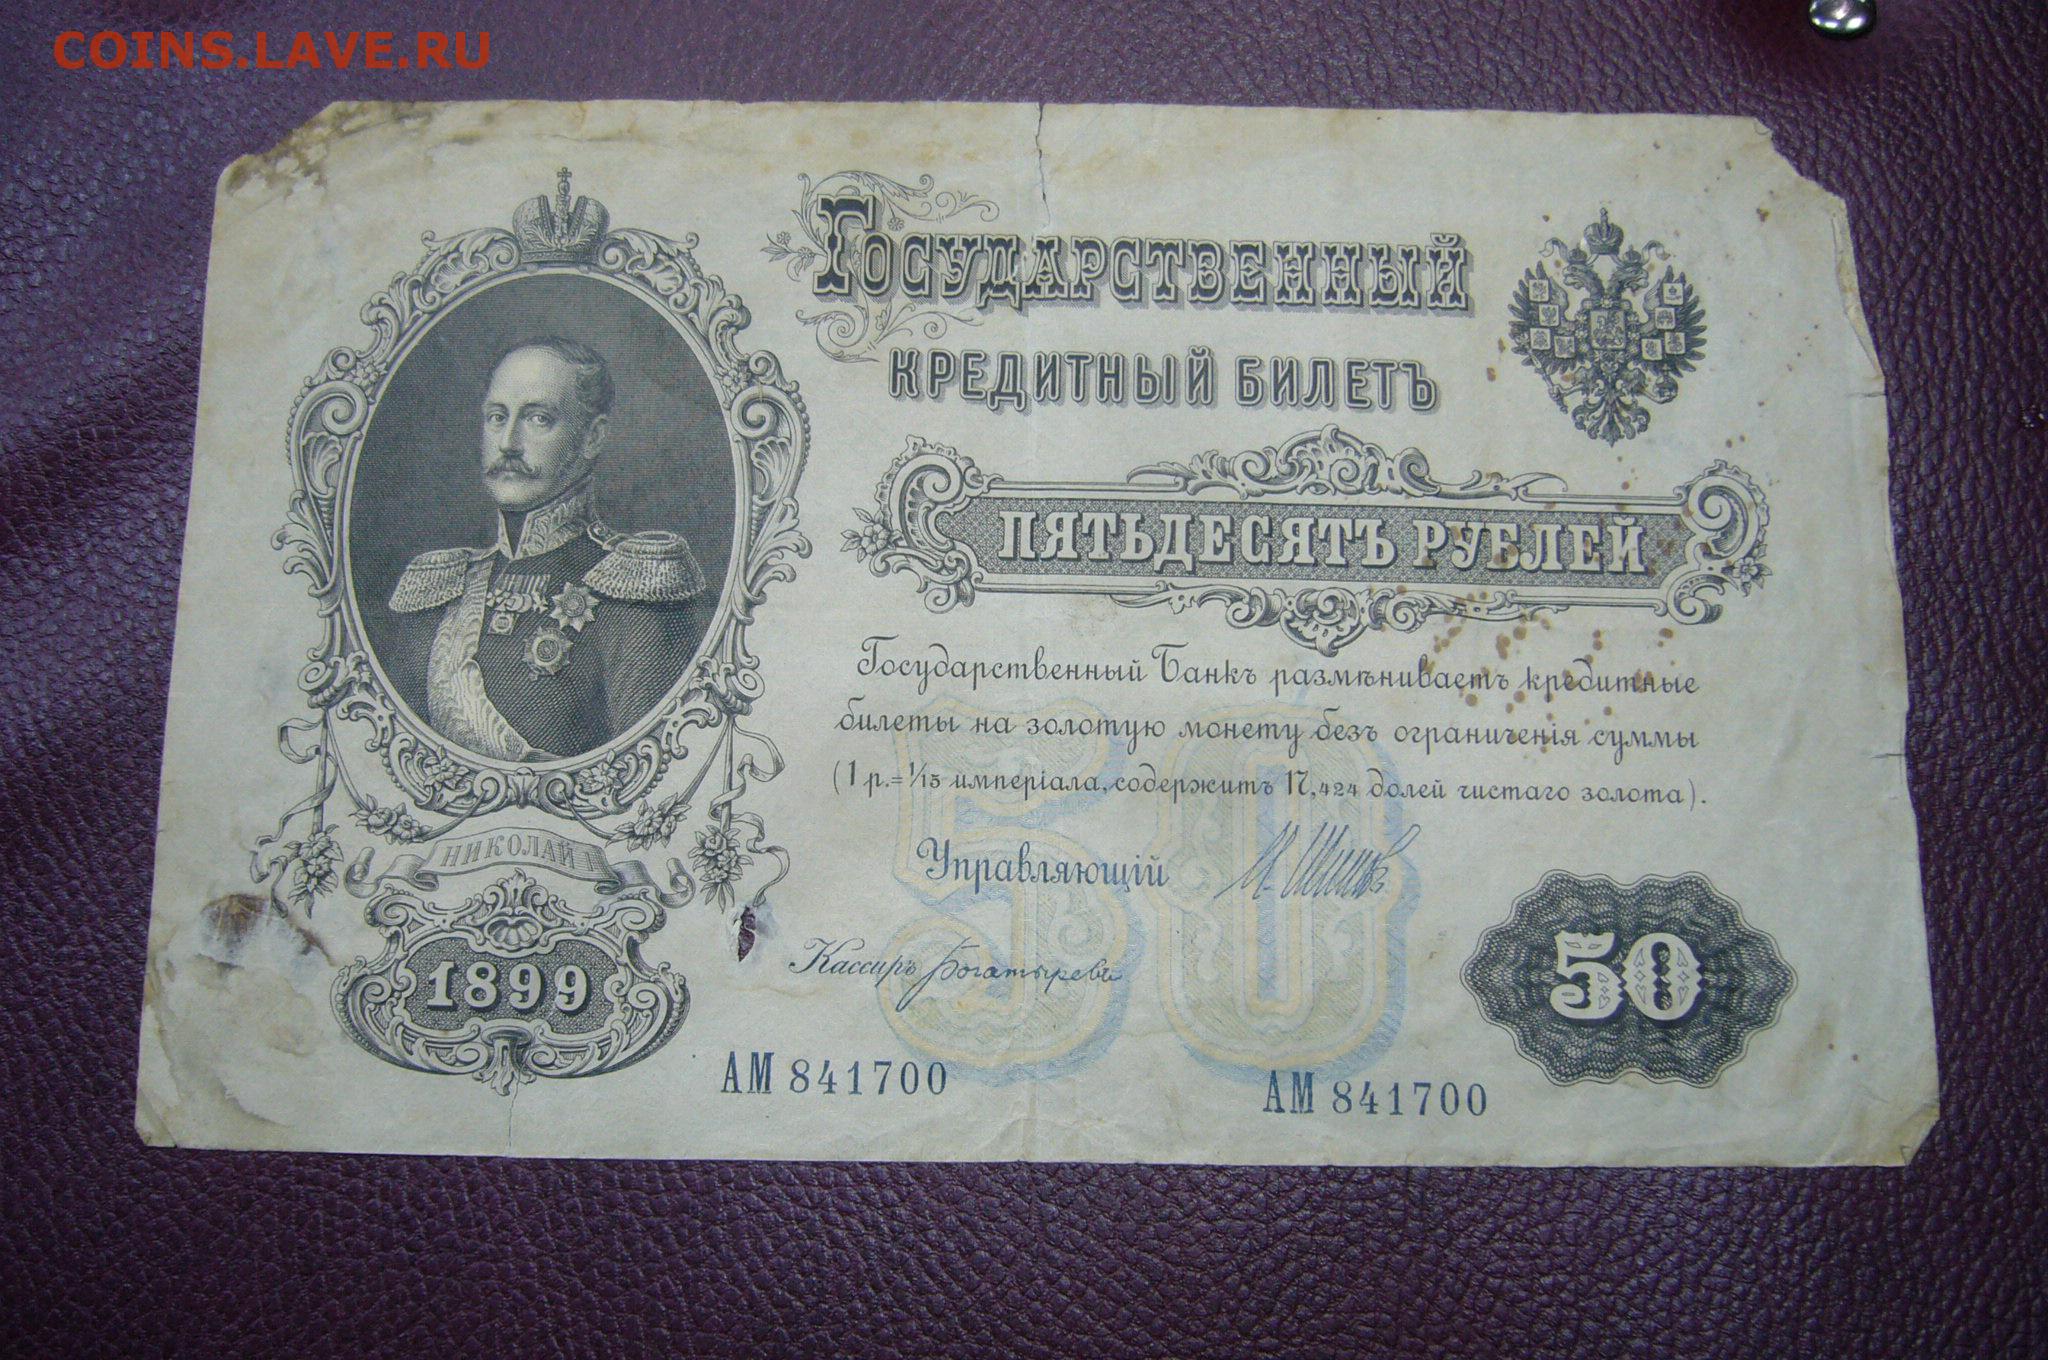 COINS.LAVE.RU
ГОСУДАРСТВЕННЫЙ
КРЕДИТНЫЙ БИЛЕТЪ
ПЯТЬДЕСЯТЪ РУБЛЕЙ
Государственный Банкъ размѣниваетъ кредитные
билеты на золотую монету безъ ограниченія суммы
(1 р.=1/15 имперіала, содержитъ 17,424 долей чистаго золота).
50
Управляющій И. Шипов
Кассиръ Богатыревъ
НИКОЛАЙ I
1899
50
АМ 841700
АМ 841700